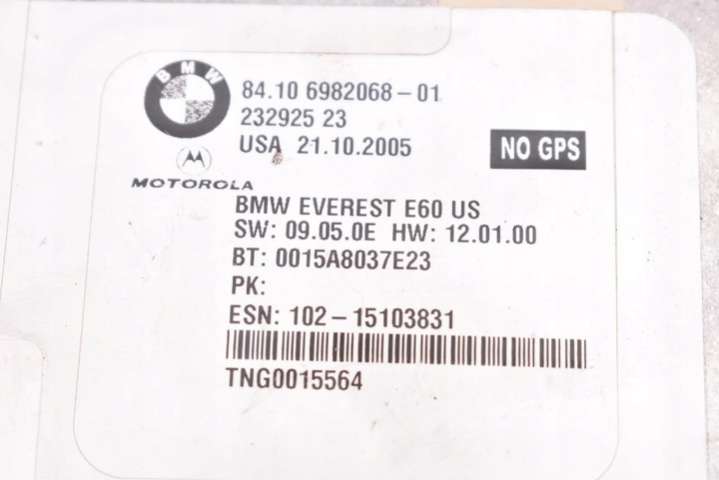 BMW
84.10 6982068-01
232925 23
USA 21.10.2005
NO GPS
MOTOROLA
BMW EVEREST E60 US
SW: 09.05.0E HW: 12.01.00
BT: 0015A8037E23
PK:
ESN: 102-15103831
TNG0015564